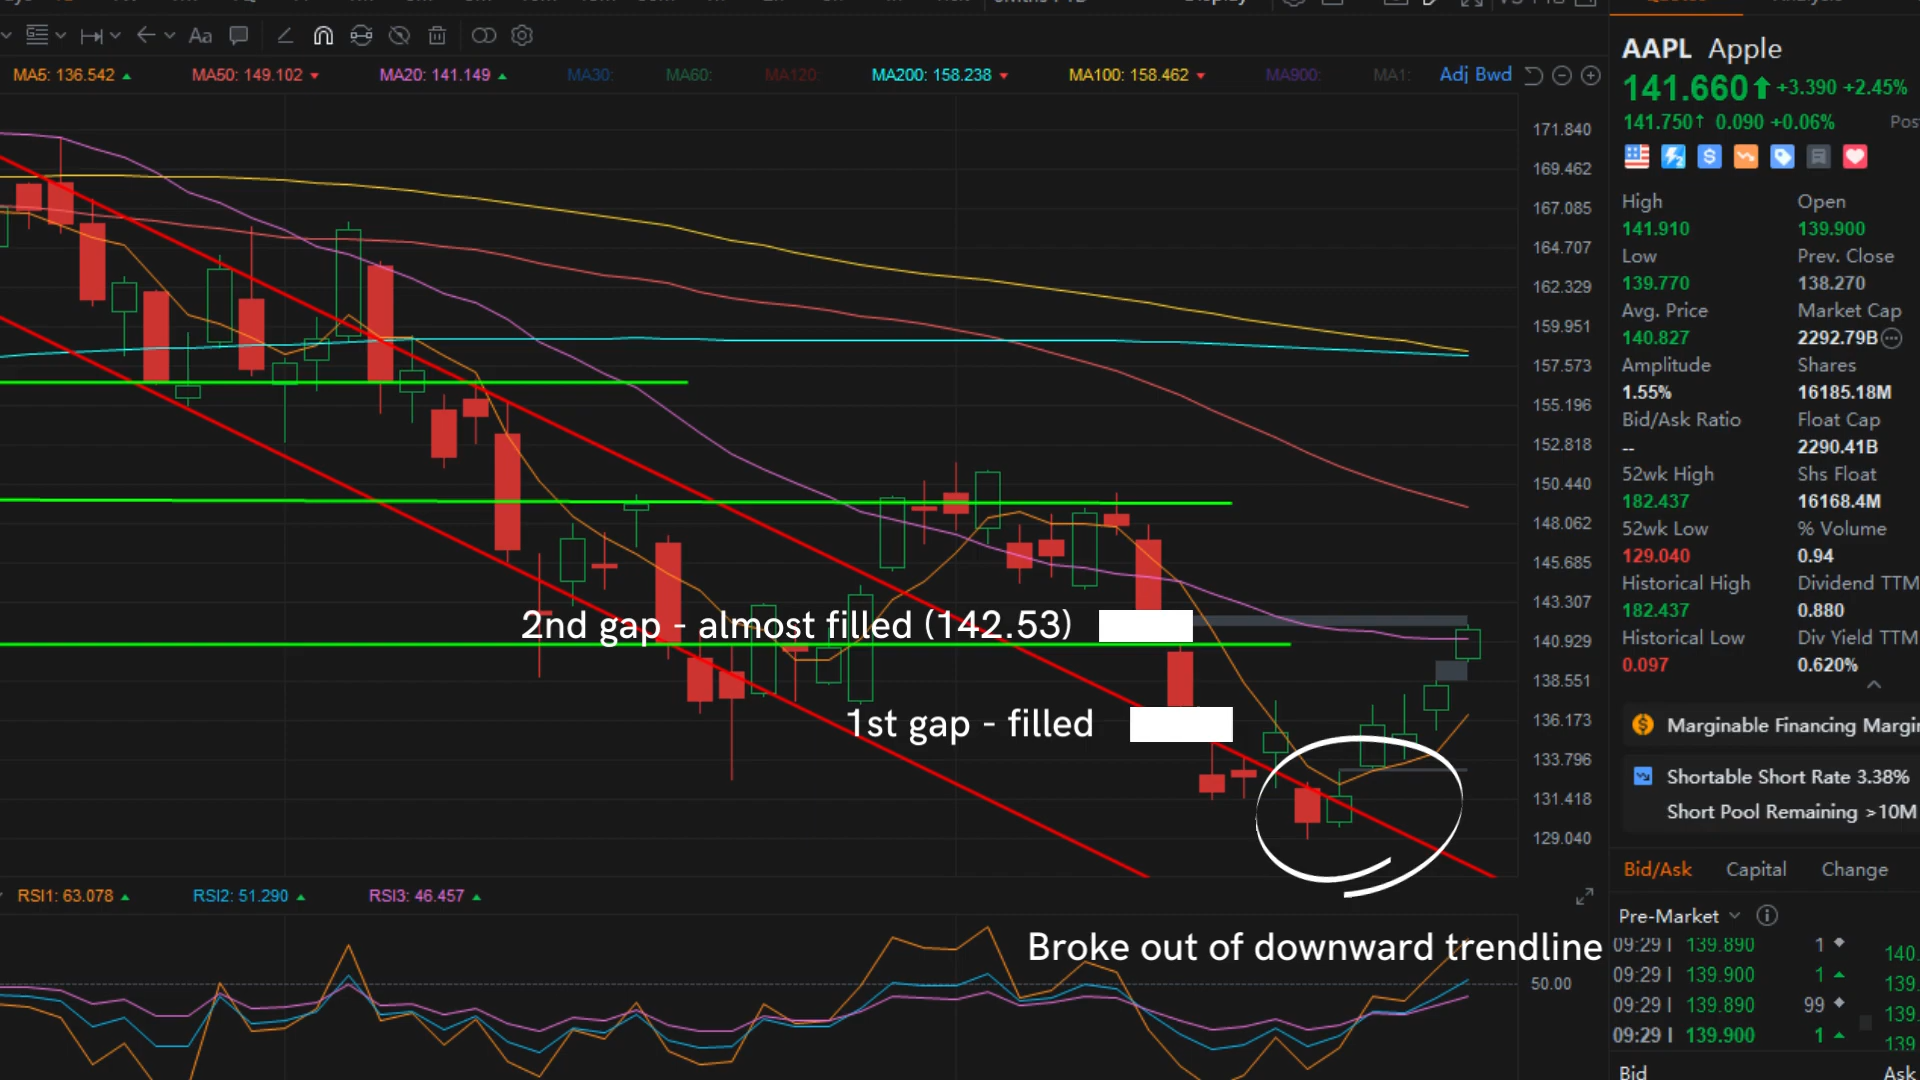 Aa
MA5: 136.542
MA50: 149.102
MA20: 141.149
MA30:
MA60:
MA120:
MA200: 158.238
MA100: 158.462
MA900:
MA1:
Adj Bwd
171.840
169.462
167.085
164.707
162.329
159.951
157.573
155.196
152.818
150.440
148.062
145.685
143.307
140.929
138.551
136.173
133.796
131.418
129.040
2nd gap - almost filled (142.53)
1st gap - filled
RSI1: 63.078
RSI2: 51.290
RSI3: 46.457
Broke out of downward trendline
50.00
AAPL Apple
141.660 +3.390 +2.45%
141.750 0.090 +0.06%
High Open
141.910 139.900
Low Prev. Close
139.770 138.270
Avg. Price Market Cap
140.827 2292.79B
Amplitude Shares
1.55% 16185.18M
Bid/Ask Ratio Float Cap
-- 2290.41B
52wk High Shs Float
182.437 16168.4M
52wk Low % Volume
129.040 0.94
Historical High Dividend TTM
182.437 0.880
Historical Low Div Yield TTM
0.097 0.620%
Marginable Financing Margin
Shortable Short Rate 3.38%
Short Pool Remaining >10M
Bid/Ask Capital Change
Pre-Market
09:29 139.890 1 140.
09:29 139.900 1 139.
09:29 139.890 99 139.
09:29 139.900 1 139
Bid Ask